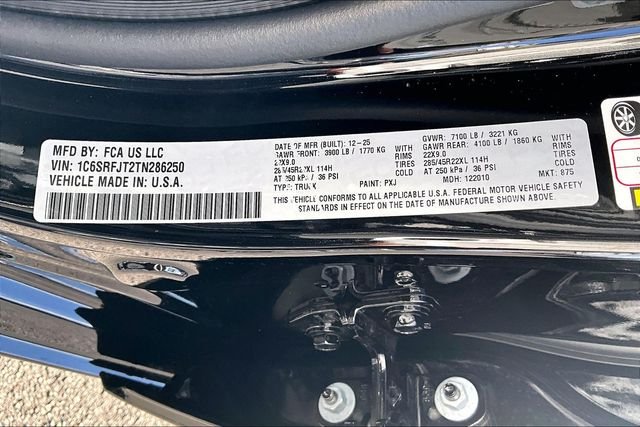 MFD BY: FCA US LLC
VIN: 1C6SRFJT2TN286250
VEHICLE MADE IN U.S.A.
DATE OF MFR (BUILT): 12-25 GVWR: 7100 LB / 3221 KG
GAWR FRONT: 3900 LB / 1770 KG WITH GAWR REAR: 4100 LB / 1860 KG WITH
22X9.0 RIMS 22X9.0 RIMS
285/45R22XL 114H TIRES 285/45R22XL 114H TIRES
AT 250 kPa / 36 PSI COLD AT 250 kPa / 36 PSI COLD
TYPE: TRUCK PAINT: PXJ MDH: 122010 MKT: 875
THIS VEHICLE CONFORMS TO ALL APPLICABLE U.S.A. FEDERAL MOTOR VEHICLE SAFETY
STANDARDS IN EFFECT ON THE DATE OF MANUFACTURE SHOWN ABOVE.